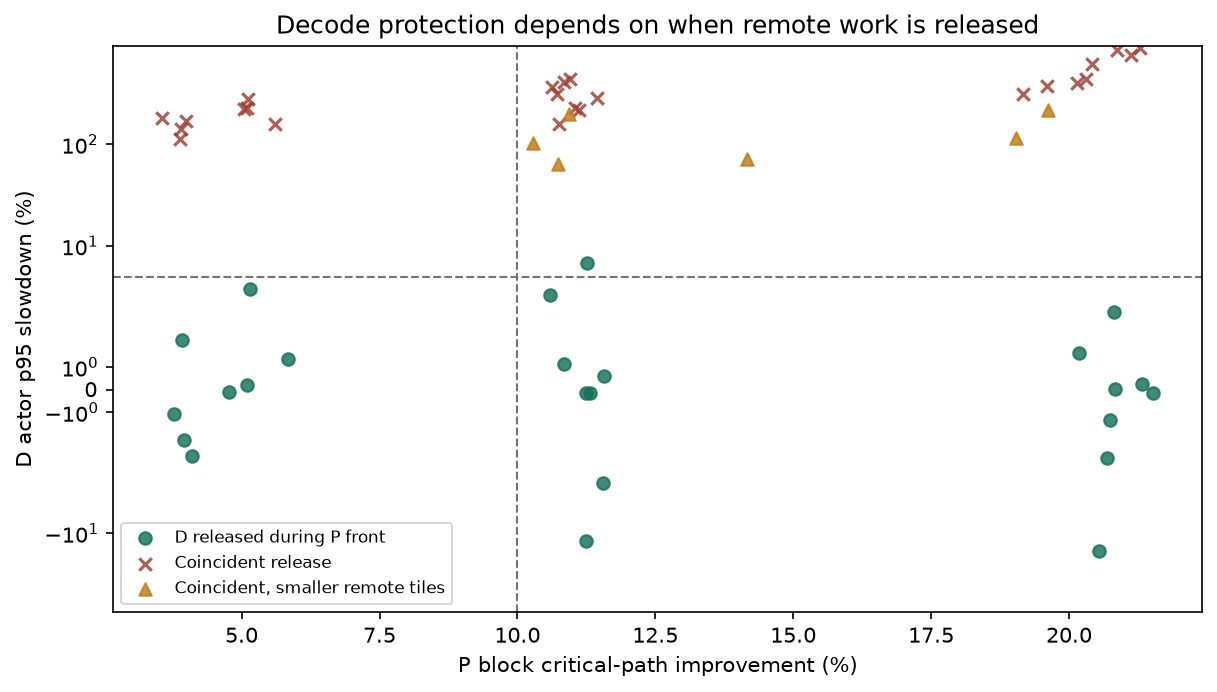 Decode protection depends on when remote work is released
D actor p95 slowdown (%)
10²
10¹
10⁰
0
−10⁰
−10¹
D released during P front
Coincident release
Coincident, smaller remote tiles
5.0 7.5 10.0 12.5 15.0 17.5 20.0
P block critical-path improvement (%)